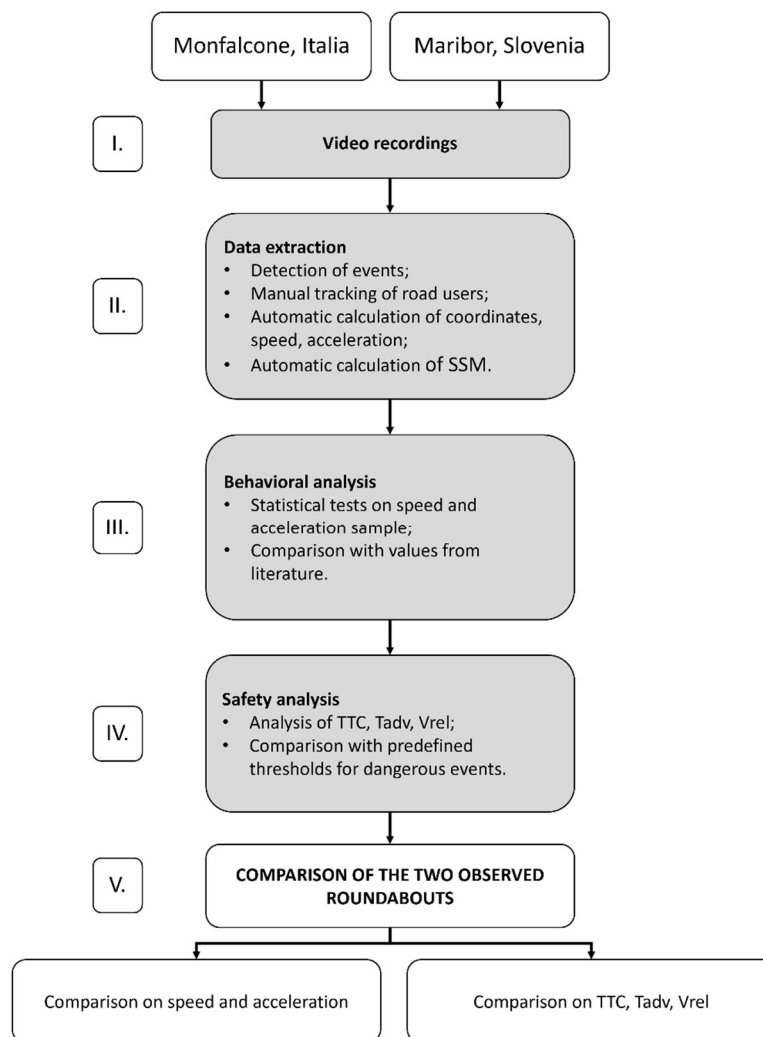 Monfalcone, Italia
Maribor, Slovenia
I.
Video recordings
II.
Data extraction
• Detection of events;
• Manual tracking of road users;
• Automatic calculation of coordinates,
speed, acceleration;
• Automatic calculation of SSM.
III.
Behavioral analysis
• Statistical tests on speed and
acceleration sample;
• Comparison with values from
literature.
IV.
Safety analysis
• Analysis of TTC, Tadv, Vrel;
• Comparison with predefined
thresholds for dangerous events.
V.
COMPARISON OF THE TWO OBSERVED
ROUNDABOUTS
Comparison on speed and acceleration
Comparison on TTC, Tadv, Vrel